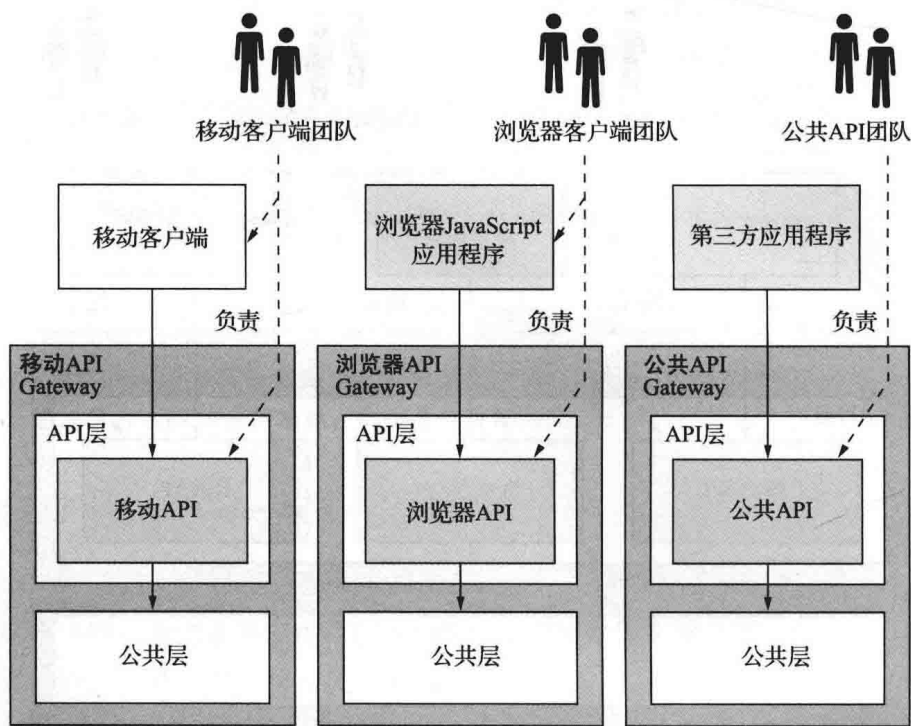 移动客户端团队
浏览器客户端团队
公共API团队
移动客户端
浏览器JavaScript
应用程序
第三方应用程序
负责
负责
负责
移动API
Gateway
浏览器API
Gateway
公共API
Gateway
API层
API层
API层
移动API
浏览器API
公共API
公共层
公共层
公共层